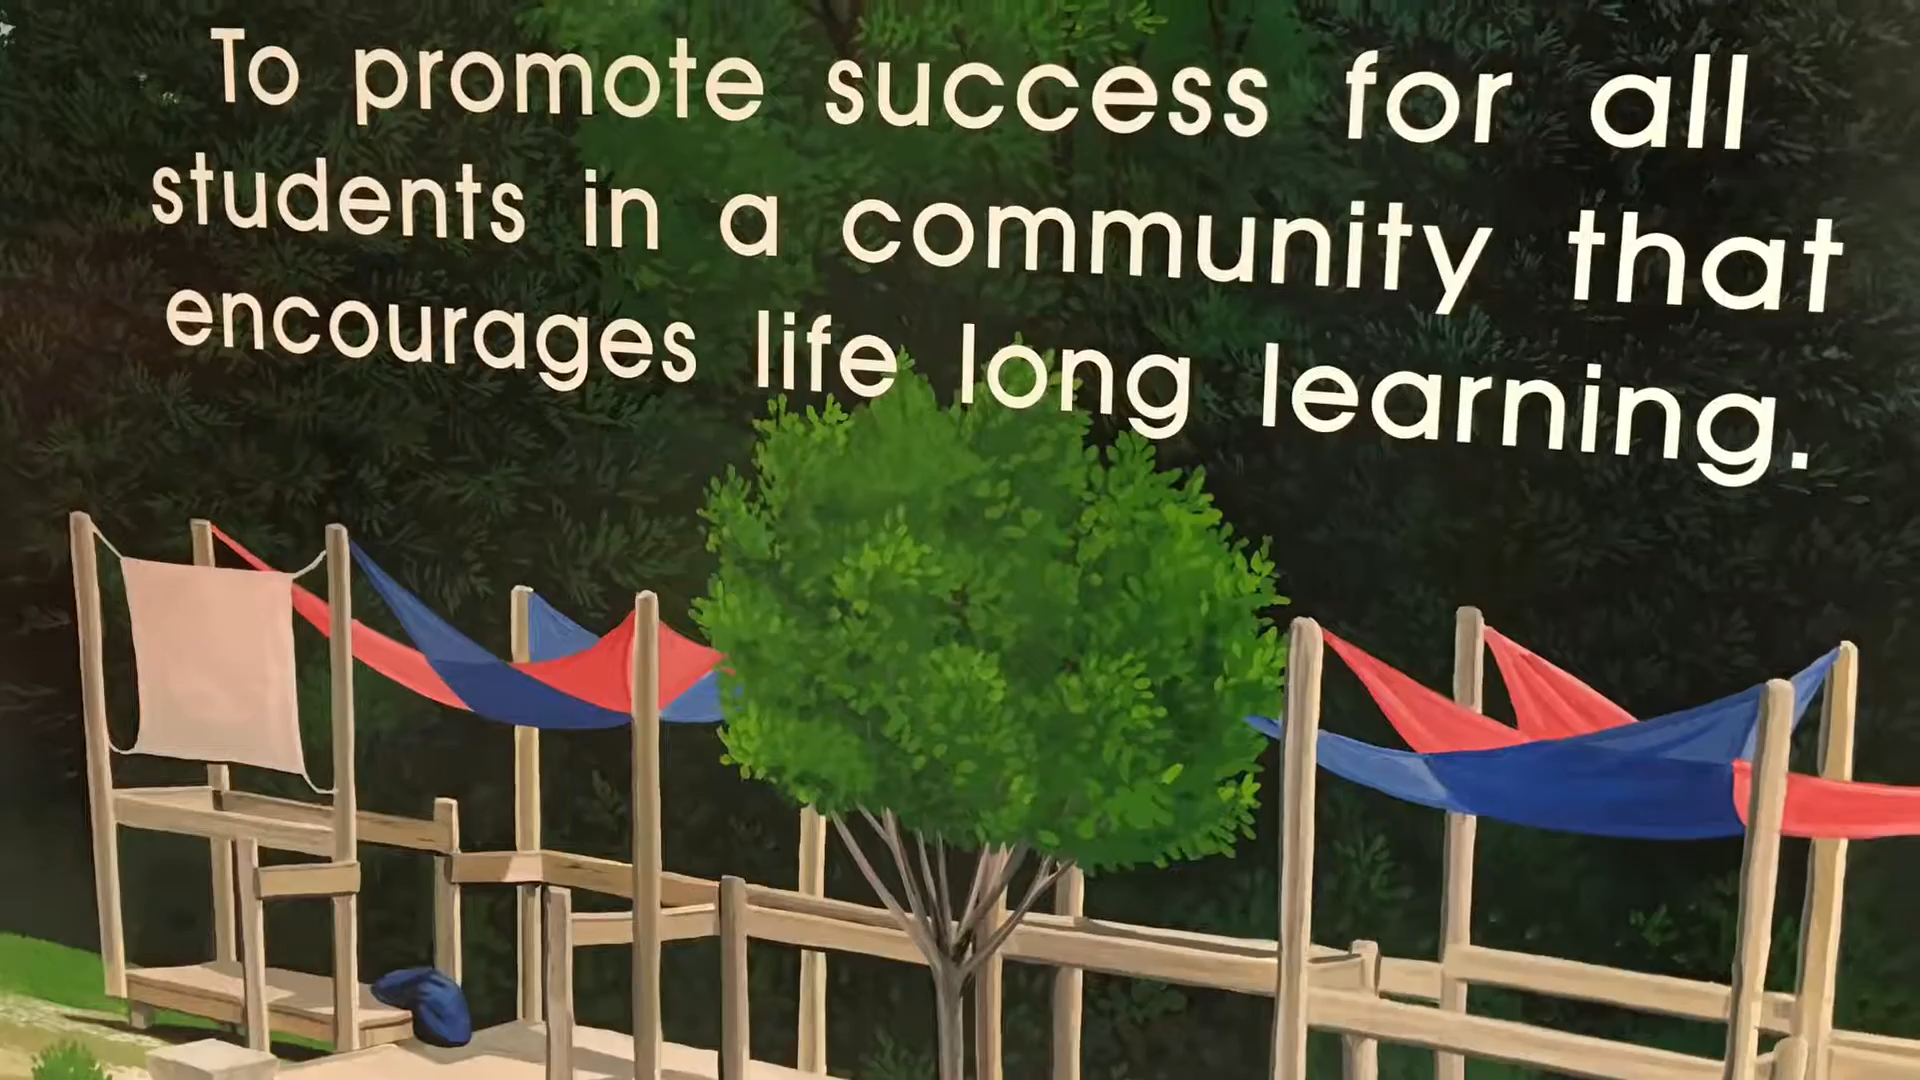 To promote success for all
students in a community that
encourages life long learning.